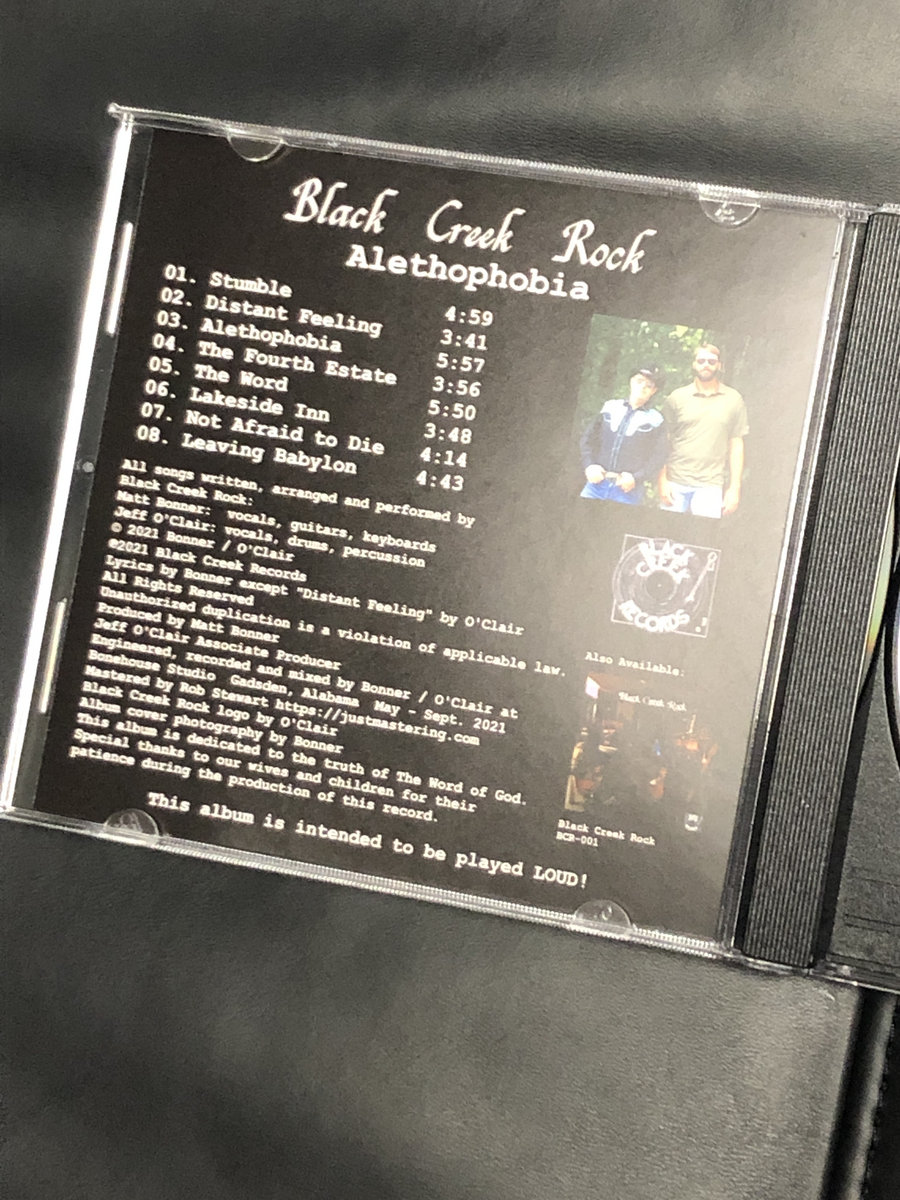 Black Creek Rock
Alethophobia
01. Stumble 4:59
02. Distant Feeling 3:41
03. Alethophobia 5:57
04. The Fourth Estate 3:56
05. The Word 5:50
06. Lakeside Inn 3:48
07. Not Afraid to Die 4:14
08. Leaving Babylon 4:43
All songs written, arranged and performed by
Black Creek Rock:
Matt Bonner: vocals, guitars, keyboards
Jeff O'Clair: vocals, drums, percussion
© 2021 Bonner / O'Clair
℗2021 Black Creek Records
Lyrics by Bonner except "Distant Feeling" by O'Clair
All Rights Reserved
Unauthorized duplication is a violation of applicable law.
Produced by Matt Bonner
Jeff O'Clair Associate Producer
Engineered, recorded and mixed by Bonner / O'Clair at
Bonehouse Studio Gadsden, Alabama May - Sept. 2021
Mastered by Rob Stewart https://justmastering.com
Black Creek Rock logo by O'Clair
Album cover photography by Bonner
This album is dedicated to the truth of The Word of God.
Special thanks to our wives and children for their
patience during the production of this record.
This album is intended to be played LOUD!
BLACK
CREEK
RECORDS
Also Available:
Black Creek Rock
Black Creek Rock
BCR-001